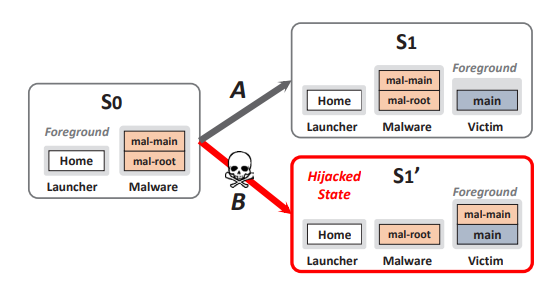 S0
Foreground
Home
mal-main
mal-root
Launcher
Malware
A
B
S1
Foreground
Home
mal-main
mal-root
main
Launcher
Malware
Victim
Hijacked
State
S1’
Foreground
Home
mal-root
mal-main
main
Launcher
Malware
Victim